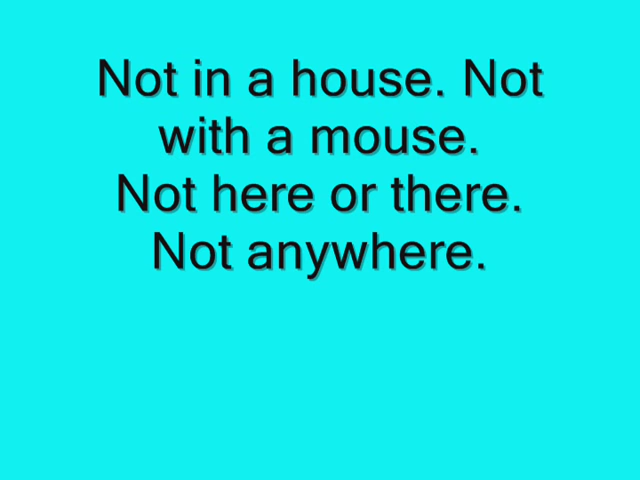 Not in a house. Not
with a mouse.
Not here or there.
Not anywhere.